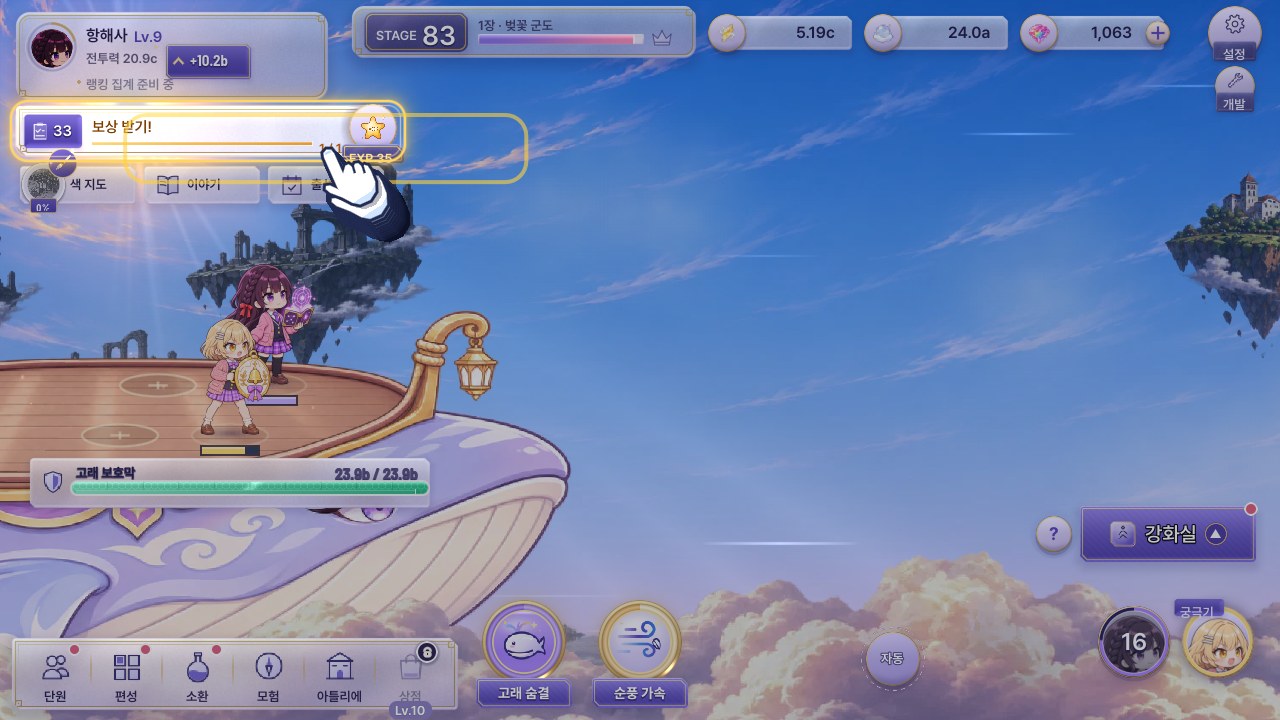 항해사 Lv.9
전투력 20.9c
+10.2b
* 랭킹 집계 준비 중
STAGE 83
1장 · 벚꽃 군도
5.19c
24.0a
1,063
설정
개발
33
보상 받기!
EXP 35
색 지도
0%
이야기
고래 보호막
23.9b / 23.9b
?
강화실
궁극기
16
자동
단원
편성
소환
모험
아틀리에
상점
Lv.10
고래 숨결
순풍 가속